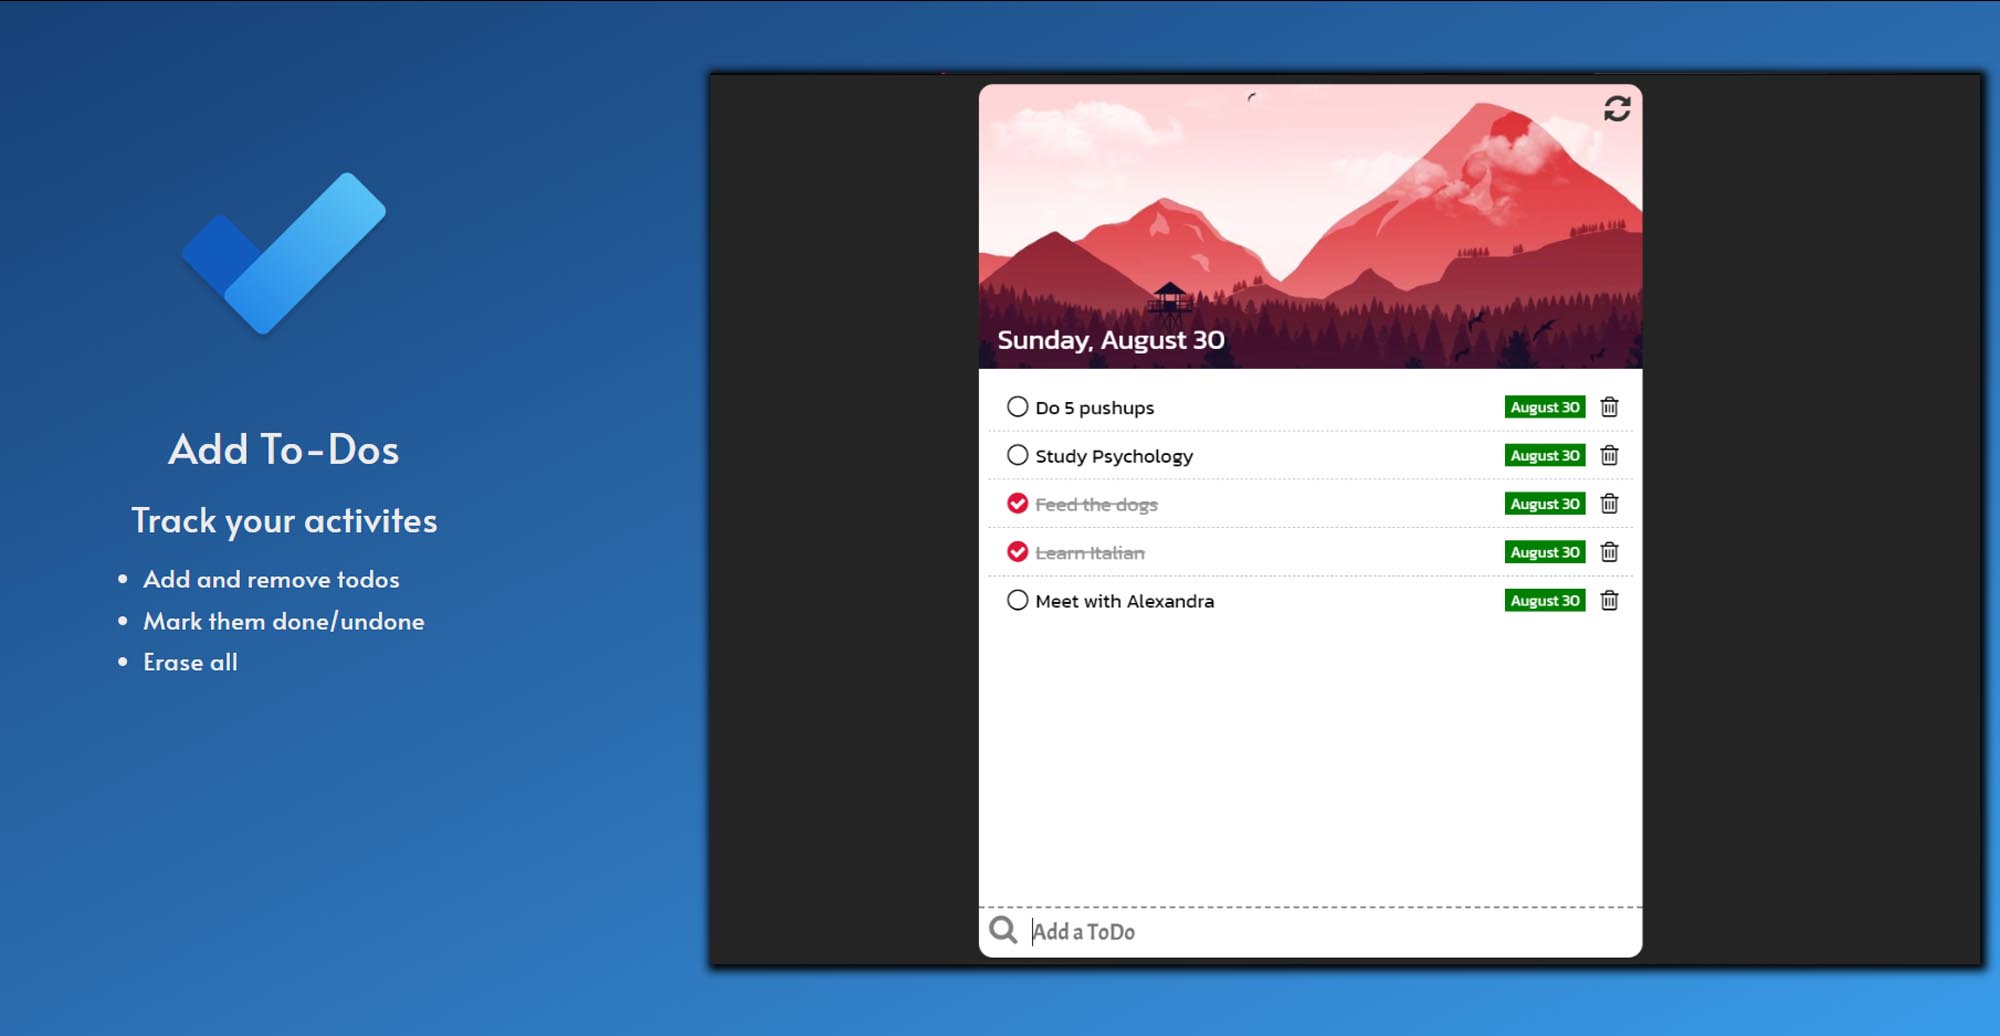 Add To-Dos
Track your activites
Add and remove todos
Mark them done/undone
Erase all
Sunday, August 30
Do 5 pushups August 30
Study Psychology August 30
Feed the dogs August 30
Learn Italian August 30
Meet with Alexandra August 30
Add a ToDo